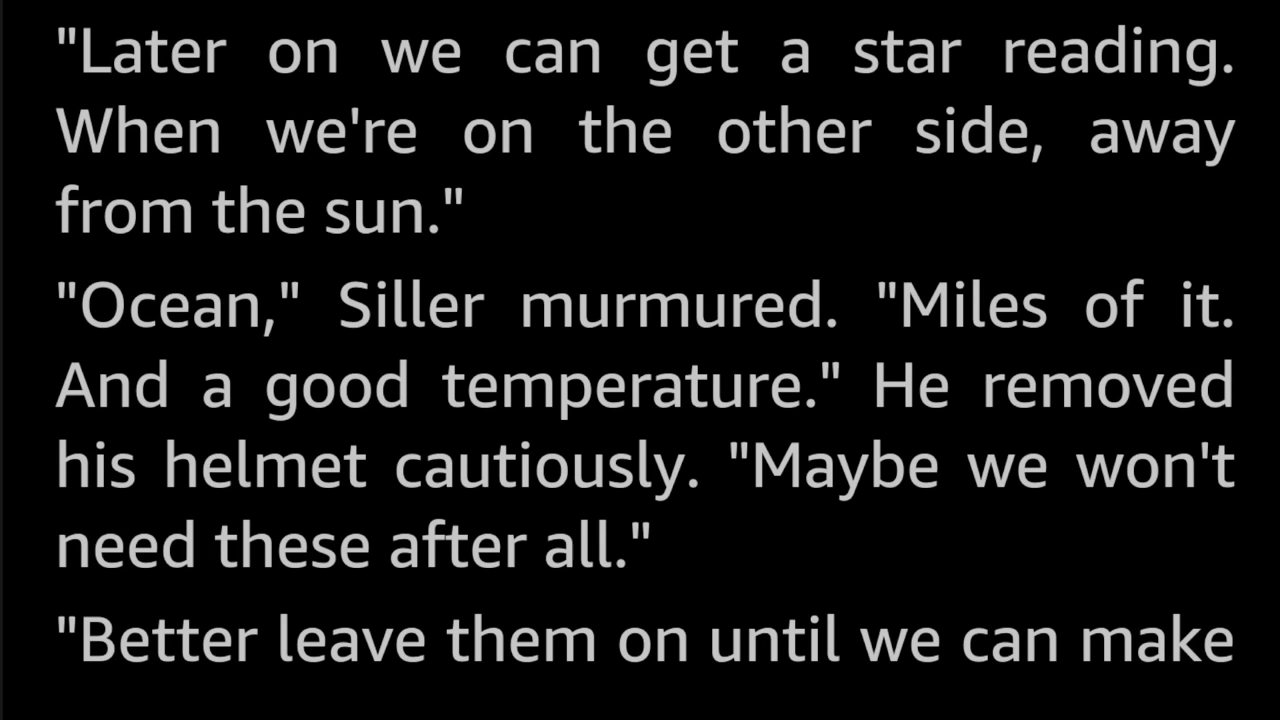 "Later on we can get a star reading.
When we're on the other side, away
from the sun."
"Ocean," Siller murmured. "Miles of it.
And a good temperature." He removed
his helmet cautiously. "Maybe we won't
need these after all."
"Better leave them on until we can make